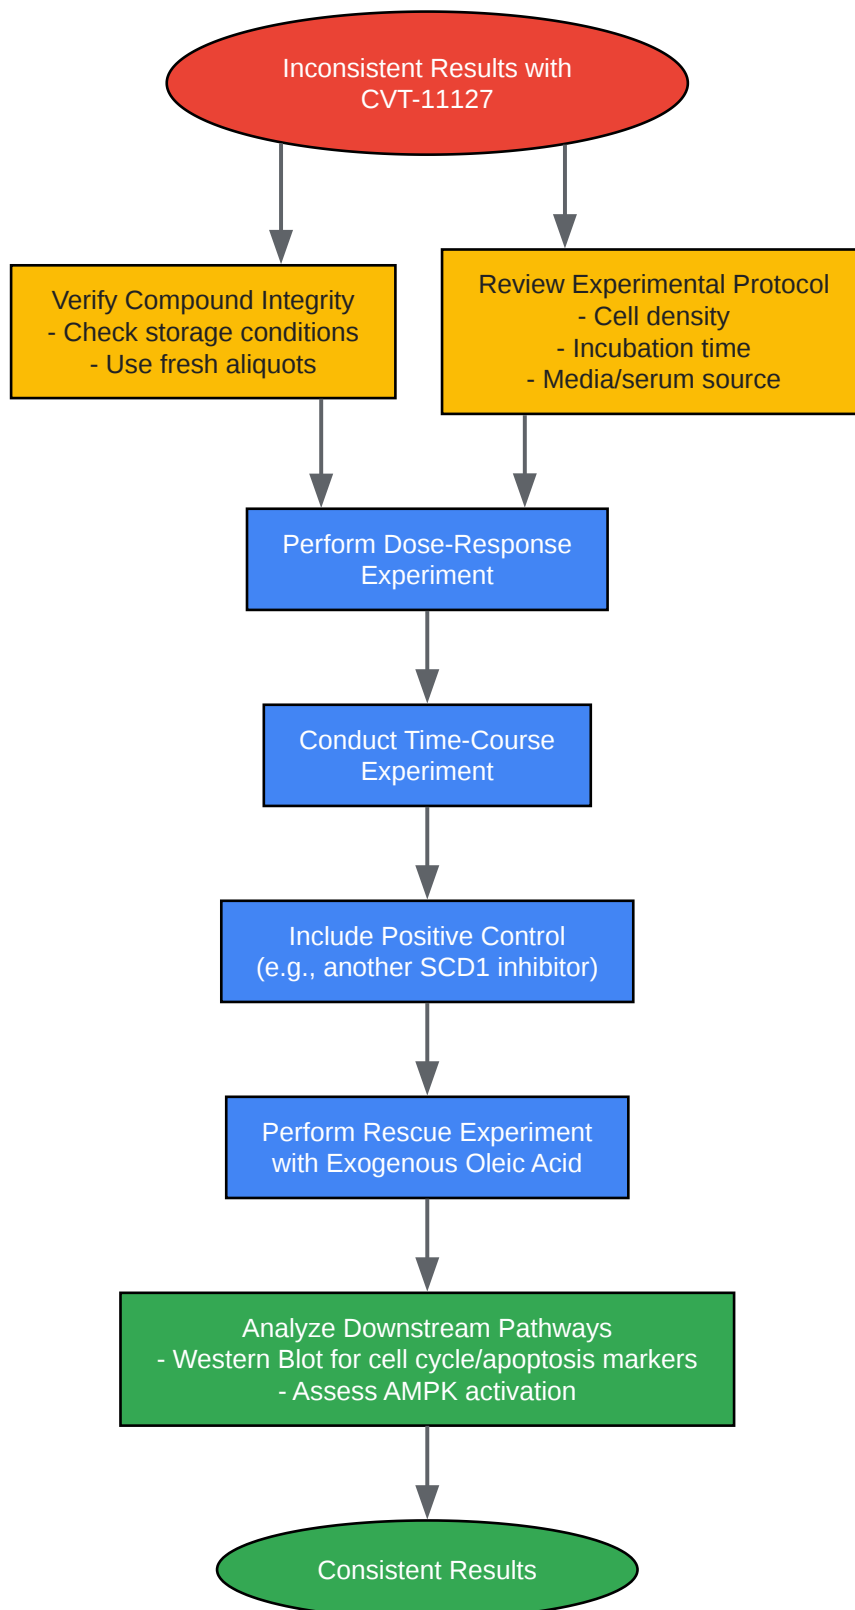 Inconsistent Results with
CVT-11127
Verify Compound Integrity
- Check storage conditions
- Use fresh aliquots
Review Experimental Protocol
- Cell density
- Incubation time
- Media/serum source
Perform Dose-Response
Experiment
Conduct Time-Course
Experiment
Include Positive Control
(e.g., another SCD1 inhibitor)
Perform Rescue Experiment
with Exogenous Oleic Acid
Analyze Downstream Pathways
- Western Blot for cell cycle/apoptosis markers
- Assess AMPK activation
Consistent Results